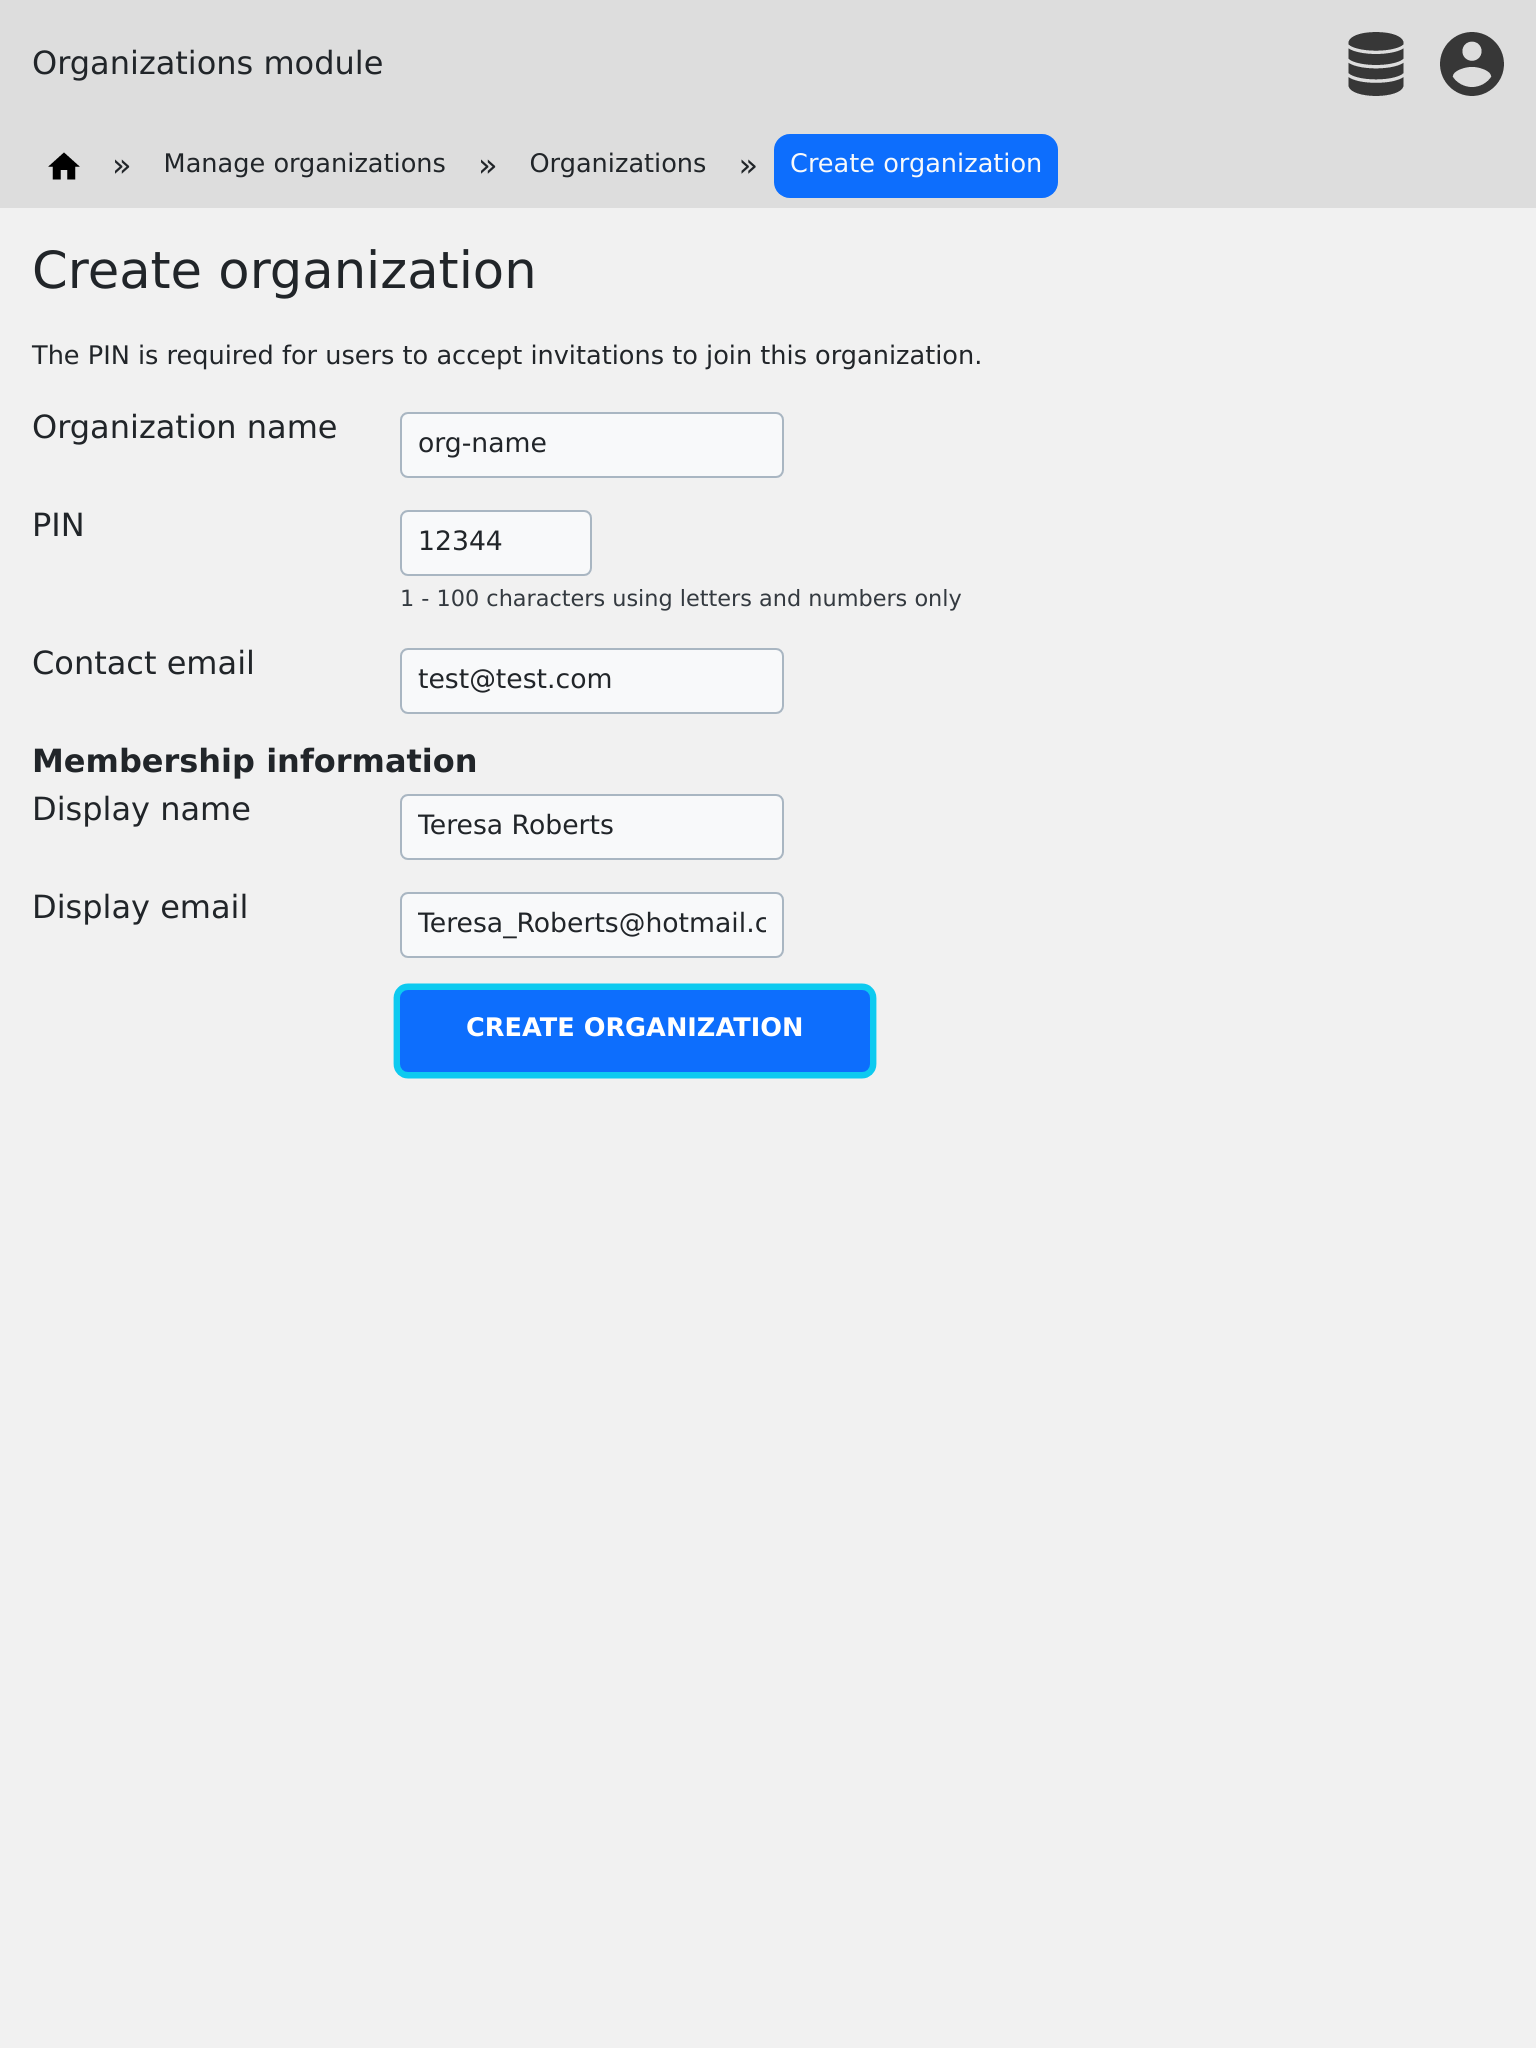 Organizations module
» Manage organizations » Organizations » Create organization
Create organization
The PIN is required for users to accept invitations to join this organization.
Organization name
org-name
PIN
12344
1 - 100 characters using letters and numbers only
Contact email
test@test.com
Membership information
Display name
Teresa Roberts
Display email
Teresa_Roberts@hotmail.c
CREATE ORGANIZATION